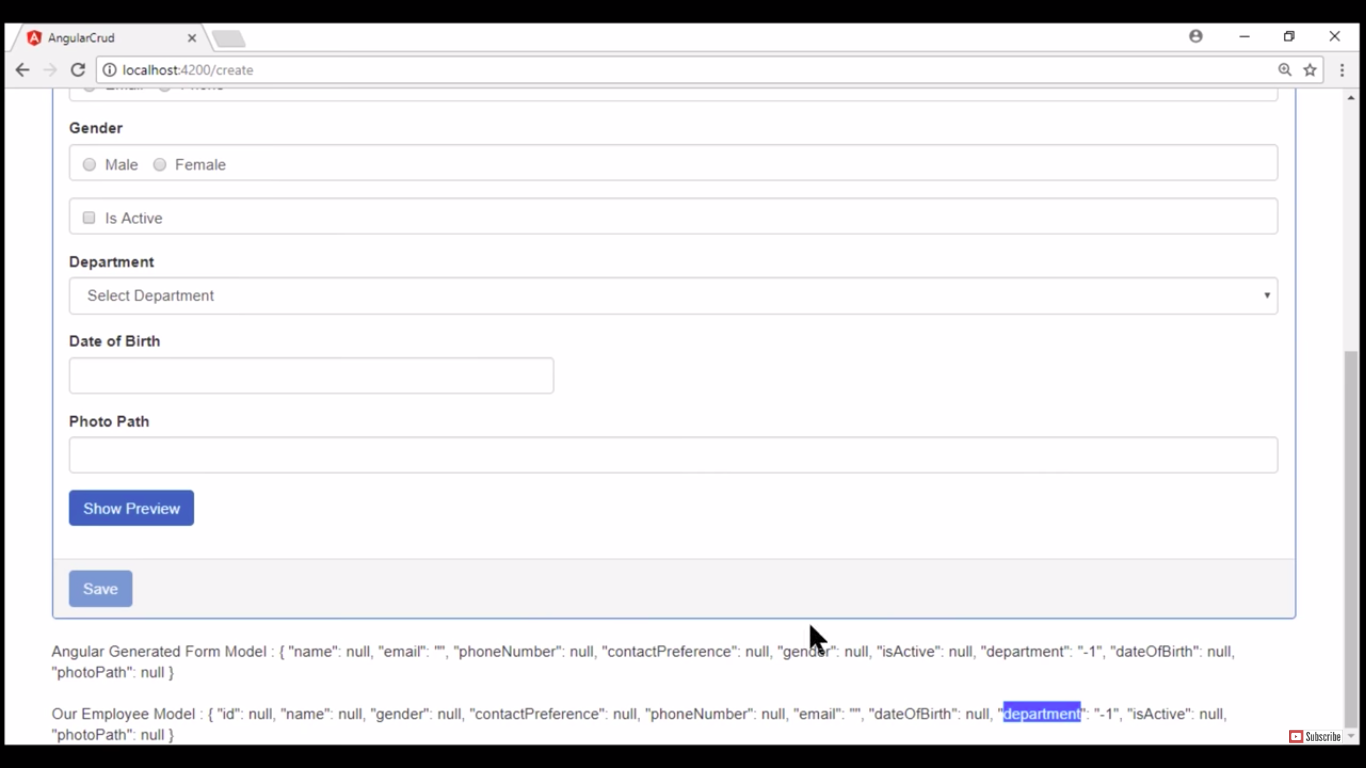 AngularCrud
localhost:4200/create
Email Phone
Gender
Male Female
Is Active
Department
Select Department
Date of Birth
Photo Path
Show Preview
Save
Angular Generated Form Model : { "name": null, "email": "", "phoneNumber": null, "contactPreference": null, "gender": null, "isActive": null, "department": "-1", "dateOfBirth": null,
"photoPath": null }
Our Employee Model : { "id": null, "name": null, "gender": null, "contactPreference": null, "phoneNumber": null, "email": "", "dateOfBirth": null, "department": "-1", "isActive": null,
"photoPath": null }
Subscribe